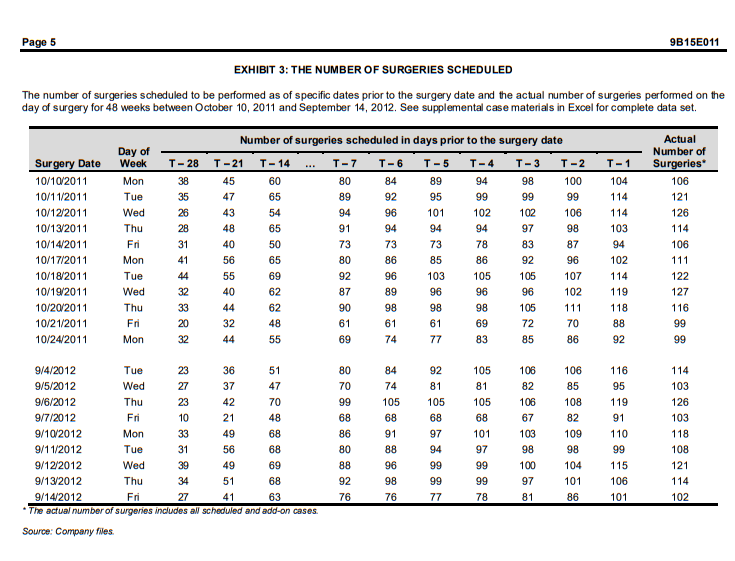 Page 5 9B15E011
EXHIBIT 3: THE NUMBER OF SURGERIES SCHEDULED
The number of surgeries scheduled to be performed as of specific dates prior to the surgery date and the actual number of surgeries performed on the
day of surgery for 48 weeks between October 10, 2011 and September 14, 2012. See supplemental case materials in Excel for complete data set.
Number of surgeries scheduled in days prior to the surgery date Actual
Day of Number of
Surgery Date Week T – 28 T – 21 T – 14 ... T – 7 T – 6 T – 5 T – 4 T – 3 T – 2 T – 1 Surgeries*
10/10/2011 Mon 38 45 60 80 84 89 94 98 100 104 106
10/11/2011 Tue 35 47 65 89 92 95 99 99 99 114 121
10/12/2011 Wed 26 43 54 94 96 101 102 102 106 114 126
10/13/2011 Thu 28 48 65 91 94 94 94 97 98 103 114
10/14/2011 Fri 31 40 50 73 73 73 78 83 87 94 106
10/17/2011 Mon 41 56 65 80 86 85 86 92 96 102 111
10/18/2011 Tue 44 55 69 92 96 103 105 105 107 114 122
10/19/2011 Wed 32 40 62 87 89 96 96 96 102 119 127
10/20/2011 Thu 33 44 62 90 98 98 98 105 111 118 116
10/21/2011 Fri 20 32 48 61 61 61 69 72 70 88 99
10/24/2011 Mon 32 44 55 69 74 77 83 85 86 92 99
9/4/2012 Tue 23 36 51 80 84 92 105 106 106 116 114
9/5/2012 Wed 27 37 47 70 74 81 81 82 85 95 103
9/6/2012 Thu 23 42 70 99 105 105 105 106 108 119 126
9/7/2012 Fri 10 21 48 68 68 68 68 67 82 91 103
9/10/2012 Mon 33 49 68 86 91 97 101 103 109 110 118
9/11/2012 Tue 31 56 68 80 88 94 97 98 98 99 108
9/12/2012 Wed 39 49 69 88 96 99 99 100 104 115 121
9/13/2012 Thu 34 51 68 92 98 99 99 97 101 106 114
9/14/2012 Fri 27 41 63 76 76 77 78 81 86 101 102
* The actual number of surgeries includes all scheduled and add-on cases.
Source: Company files.